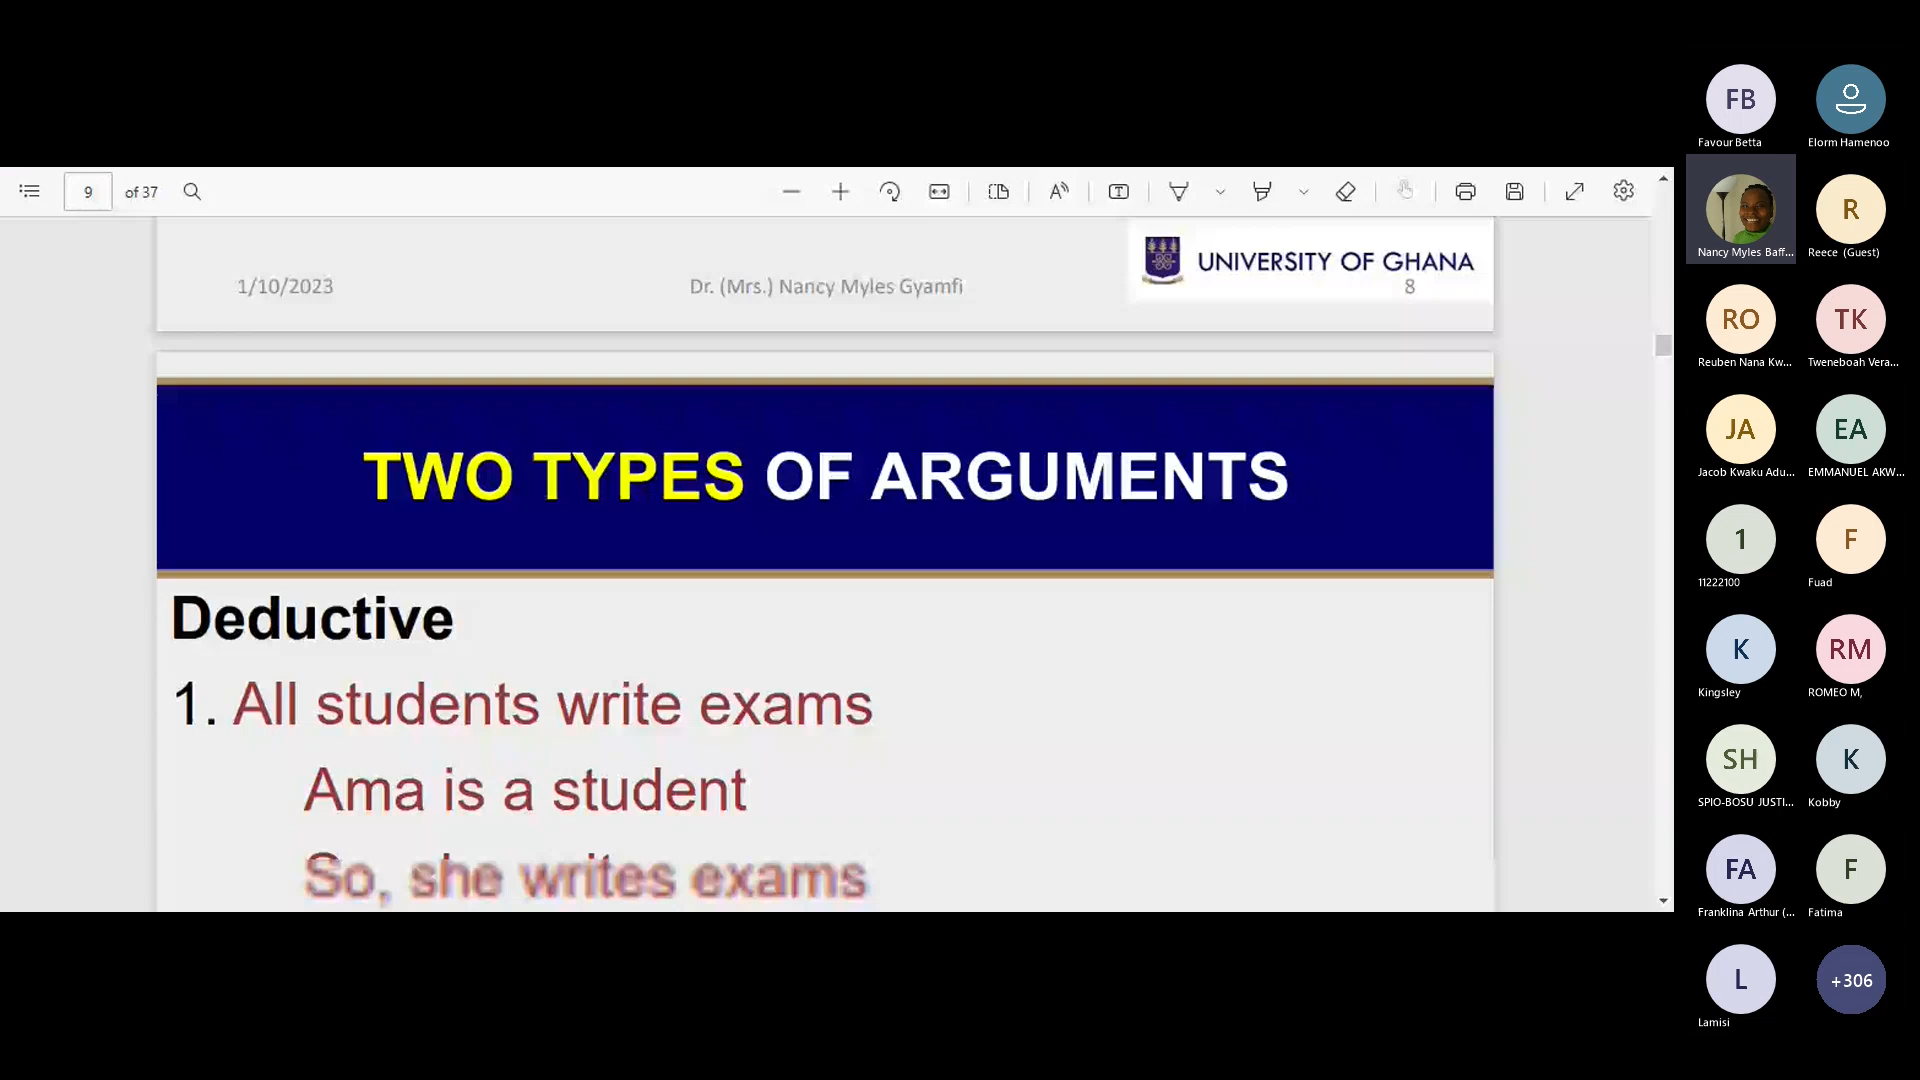 9 of 37
1/10/2023
Dr. (Mrs.) Nancy Myles Gyamfi
UNIVERSITY OF GHANA
8
TWO TYPES OF ARGUMENTS
Deductive
1. All students write exams
Ama is a student
So, she writes exams
FB
Favour Betta
Elorm Hamenoo
Nancy Myles Baff...
R
Reece (Guest)
RO
Reuben Nana Kw...
TK
Tweneboah Vera...
JA
Jacob Kwaku Adu...
EA
EMMANUEL AKW...
1
11222100
F
Fuad
K
Kingsley
RM
ROMEO M,
SH
SPIO-BOSU JUSTI...
K
Kobby
FA
Franklina Arthur (...
F
Fatima
L
Lamisi
+306